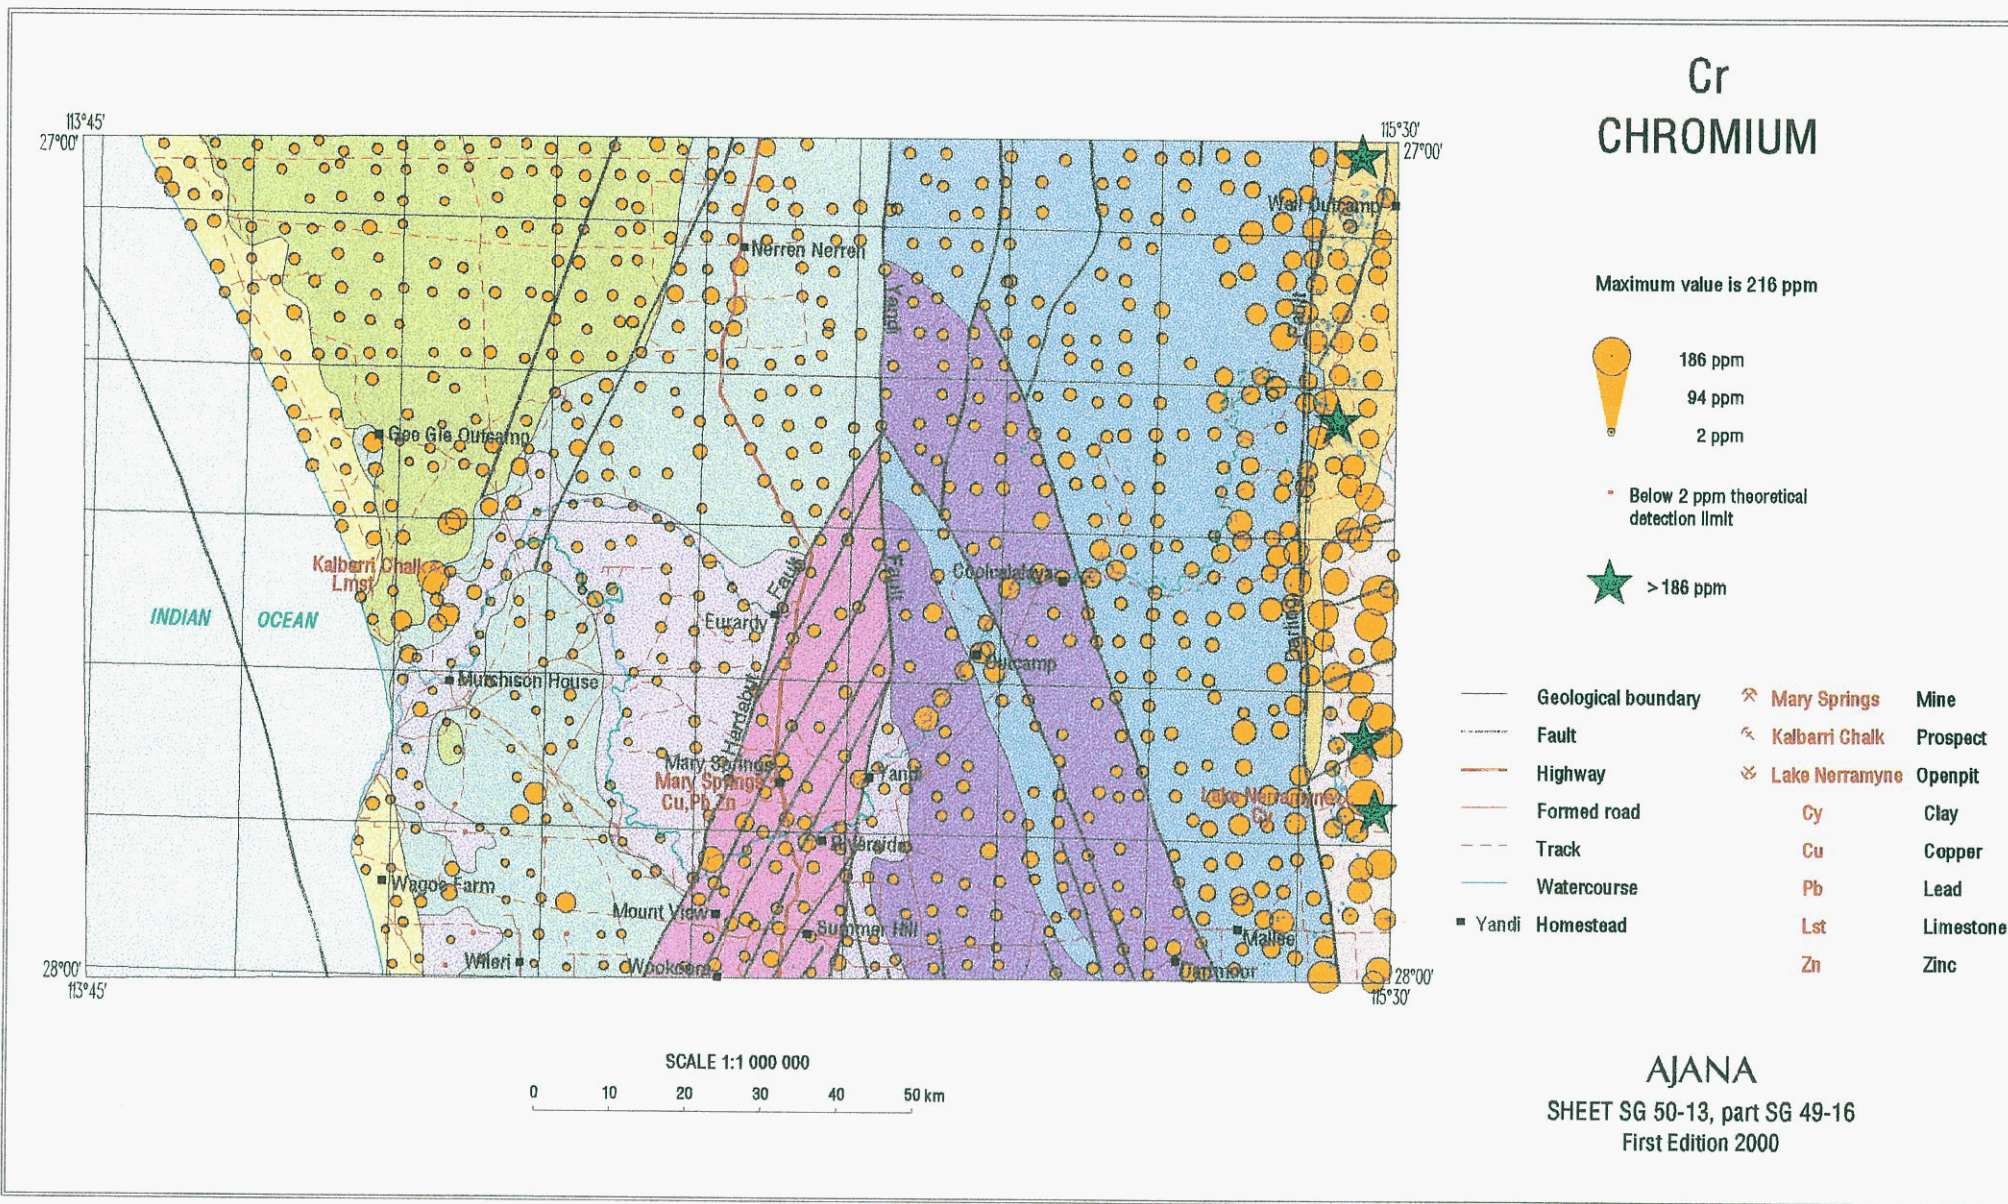 Cr
CHROMIUM
113°45'
27°00'
115°30'
27°00'
Nerren Nerren
Well Outcamp
Yandi
Fault
Gee Gie Outcamp
Kalbarri Chalk
Lmst
INDIAN OCEAN
Coolcalalaya
Fault
Fault
Eurardy
Darling
Outcamp
Murchison House
Hardabut
Mary Springs
Mary Springs
Cu,Pb,Zn
Yandi
Lake Nerramyne
Cy
Riverside
Wagoe Farm
Mount View
Summer Hill
Mallee
Wileri
Wookoora
Dartmoor
28°00'
113°45'
28°00'
115°30'
Maximum value is 216 ppm
186 ppm
94 ppm
2 ppm
Below 2 ppm theoretical
detection limit
>186 ppm
Geological boundary
Fault
Highway
Formed road
Track
Watercourse
Yandi Homestead
Mary Springs Mine
Kalbarri Chalk Prospect
Lake Nerramyne Openpit
Cy Clay
Cu Copper
Pb Lead
Lst Limestone
Zn Zinc
SCALE 1:1 000 000
0 10 20 30 40 50 km
AJANA
SHEET SG 50-13, part SG 49-16
First Edition 2000